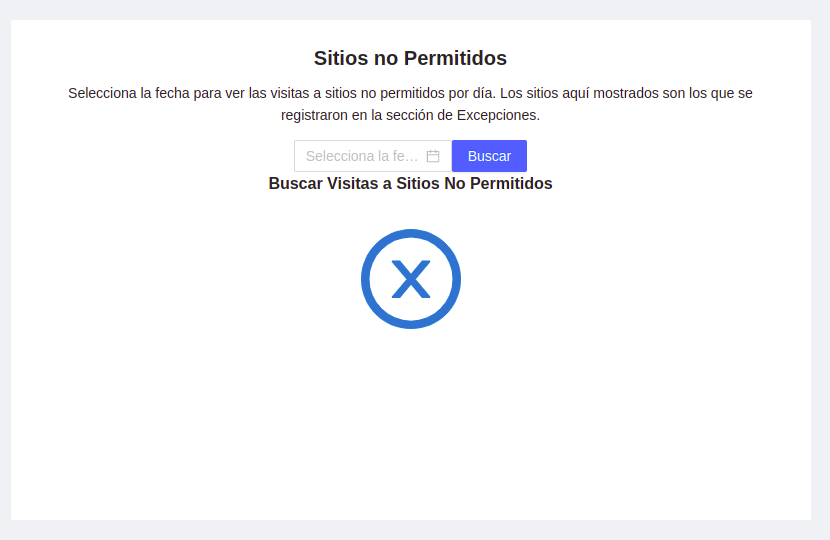 Sitios no Permitidos
Selecciona la fecha para ver las visitas a sitios no permitidos por día. Los sitios aquí mostrados son los que se
registraron en la sección de Excepciones.
Selecciona la fe... Buscar
Buscar Visitas a Sitios No Permitidos